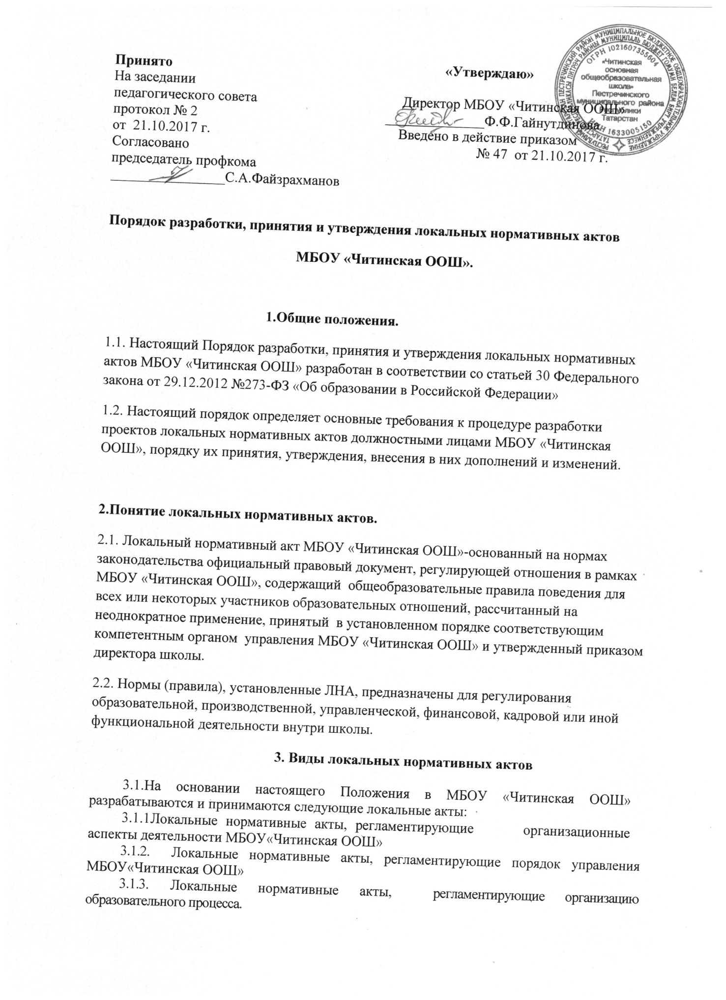 Принято
На заседании
педагогического совета
протокол № 2
от 21.10.2017 г.
Согласовано
председатель профкома
________________С.А.Файзрахманов
«Утверждаю»
Директор МБОУ «Читинская ООШ»
______________Ф.Ф.Гайнутдинова
Введено в действие приказом
№ 47 от 21.10.2017 г.
ОГРН 1021607355604
«Читинская
основная
общеобразовательная
школа»
Пестречинского
муниципального района
Республики
Татарстан
ИНН 1633005150
Порядок разработки, принятия и утверждения локальных нормативных актов
МБОУ «Читинская ООШ».
1.Общие положения.
1.1. Настоящий Порядок разработки, принятия и утверждения локальных нормативных
актов МБОУ «Читинская ООШ» разработан в соответствии со статьей 30 Федерального
закона от 29.12.2012 №273-ФЗ «Об образовании в Российской Федерации»
1.2. Настоящий порядок определяет основные требования к процедуре разработки
проектов локальных нормативных актов должностными лицами МБОУ «Читинская
ООШ», порядку их принятия, утверждения, внесения в них дополнений и изменений.
2.Понятие локальных нормативных актов.
2.1. Локальный нормативный акт МБОУ «Читинская ООШ»-основанный на нормах
законодательства официальный правовый документ, регулирующей отношения в рамках
МБОУ «Читинская ООШ», содержащий общеобразовательные правила поведения для
всех или некоторых участников образовательных отношений, рассчитанный на
неоднократное применение, принятый в установленном порядке соответствующим
компетентным органом управления МБОУ «Читинская ООШ» и утвержденный приказом
директора школы.
2.2. Нормы (правила), установленные ЛНА, предназначены для регулирования
образовательной, производственной, управленческой, финансовой, кадровой или иной
функциональной деятельности внутри школы.
3. Виды локальных нормативных актов
3.1.На основании настоящего Положения в МБОУ «Читинская ООШ»
разрабатываются и принимаются следующие локальные акты:
3.1.1Локальные нормативные акты, регламентирующие организационные
аспекты деятельности МБОУ«Читинская ООШ»
3.1.2. Локальные нормативные акты, регламентирующие порядок управления
МБОУ«Читинская ООШ»
3.1.3. Локальные нормативные акты, регламентирующие организацию
образовательного процесса.